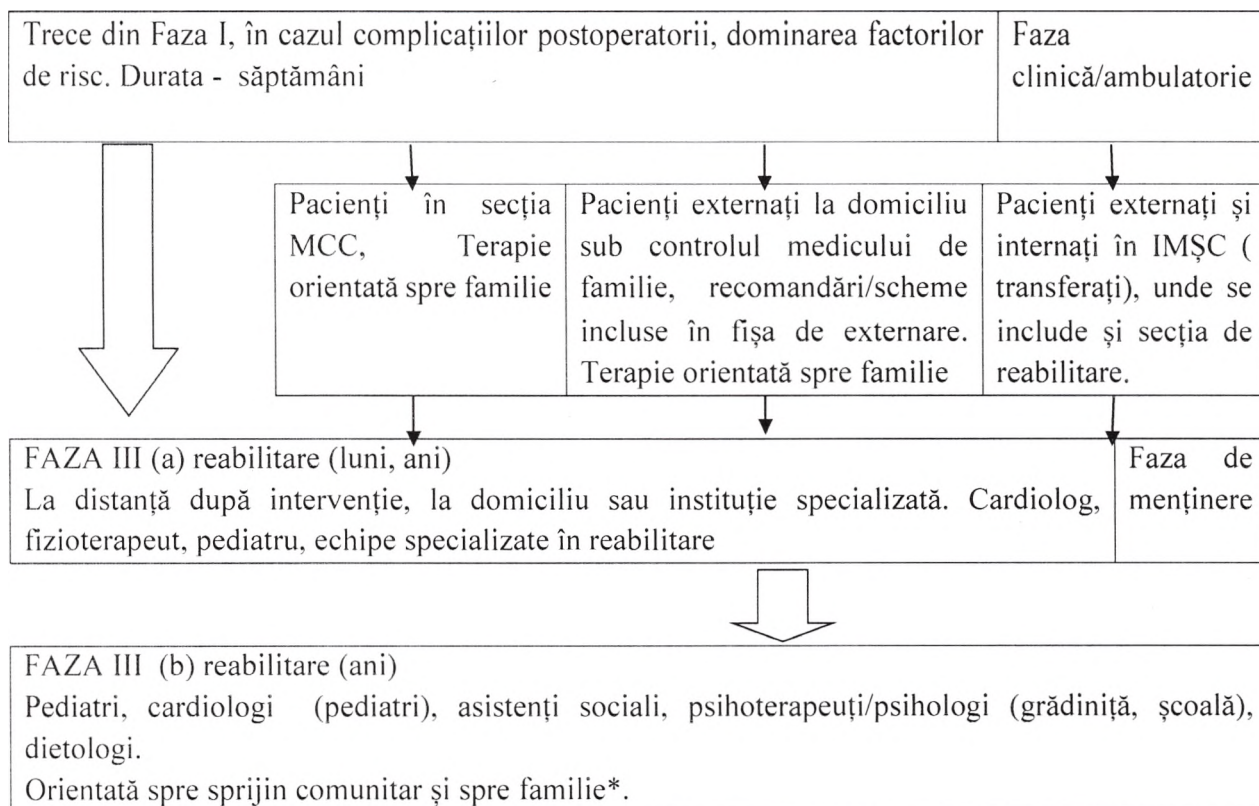 Trece din Faza I, în cazul complicațiilor postoperatorii, dominarea factorilor
de risc. Durata - săptămâni
Faza
clinică/ambulatorie
Pacienți în secția
MCC, Terapie
orientată spre familie
Pacienți externați la domiciliu
sub controlul medicului de
familie, recomandări/scheme
incluse în fișa de externare.
Terapie orientată spre familie
Pacienți externați și
internați în IMȘC (
transferați), unde se
include și secția de
reabilitare.
FAZA III (a) reabilitare (luni, ani)
La distanță după intervenție, la domiciliu sau instituție specializată. Cardiolog,
fizioterapeut, pediatru, echipe specializate în reabilitare
Faza de
menținere
FAZA III (b) reabilitare (ani)
Pediatri, cardiologi (pediatri), asistenți sociali, psihoterapeuți/psihologi (grădiniță, școală),
dietologi.
Orientată spre sprijin comunitar și spre familie*.